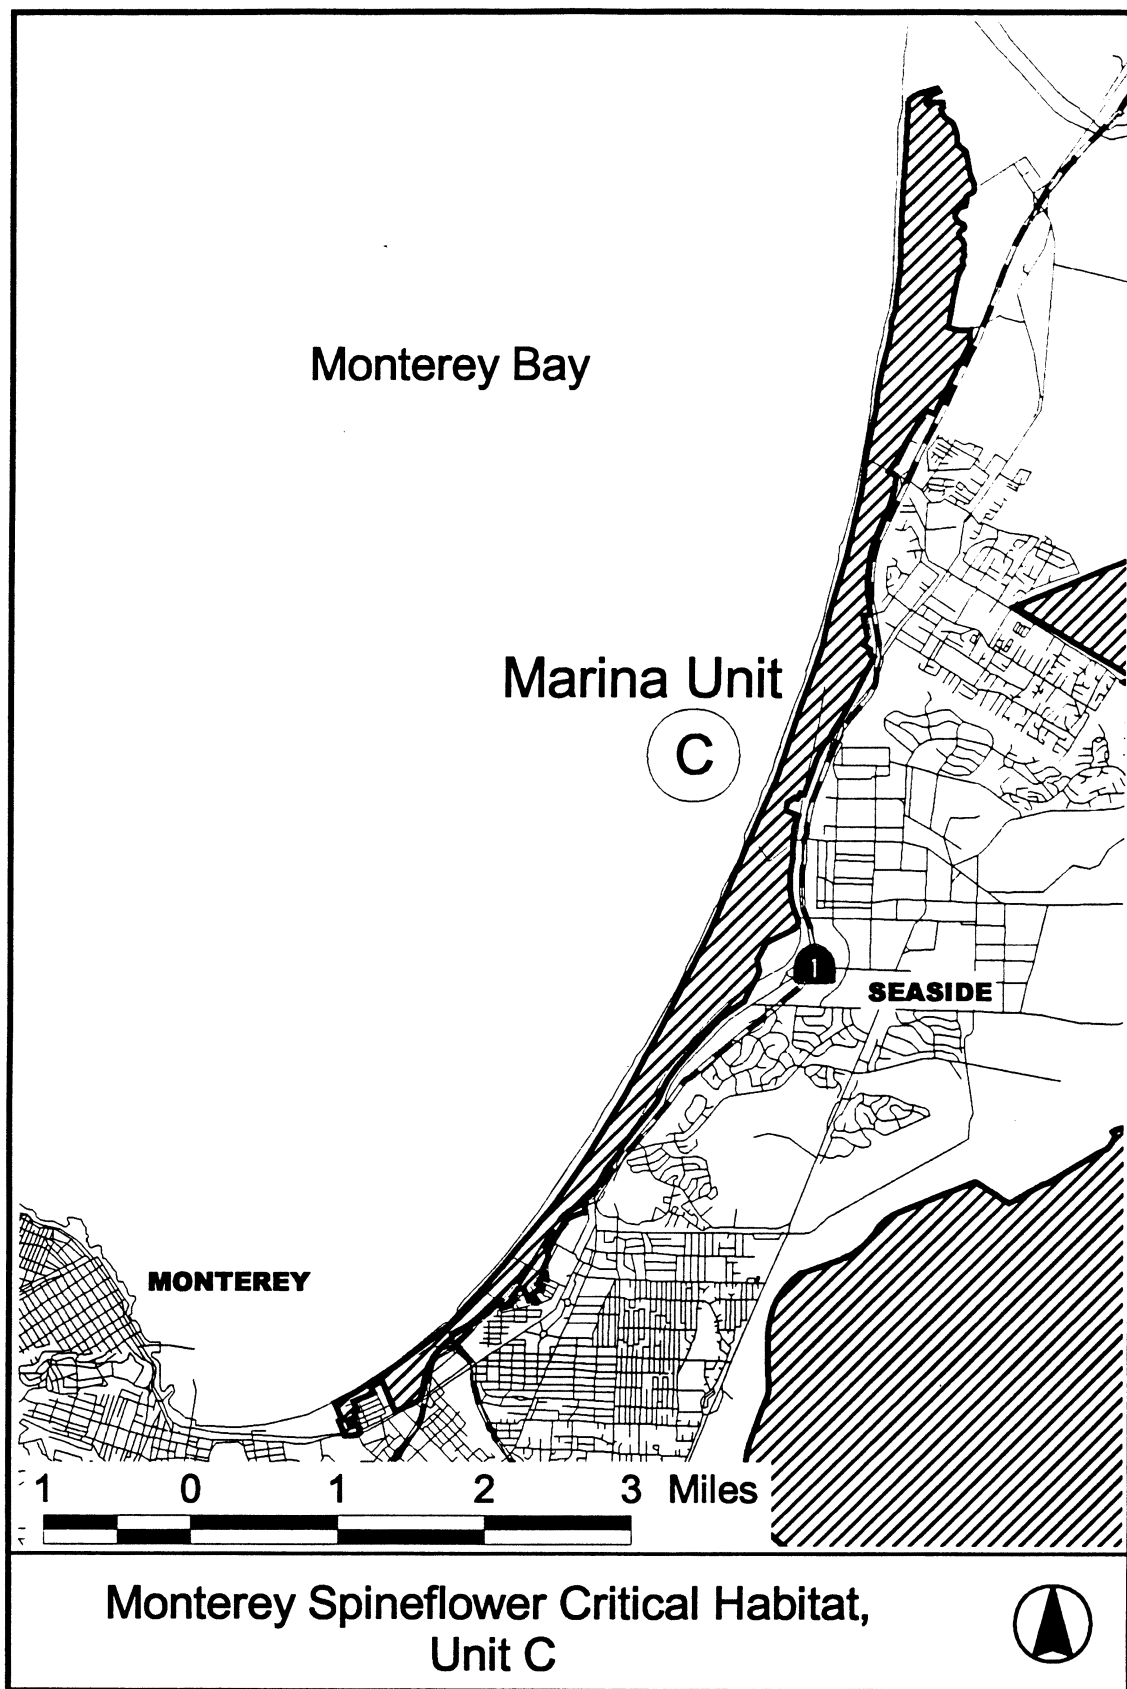 Monterey Bay
Marina Unit
C
1
SEASIDE
MONTEREY
1 0 1 2 3 Miles
Monterey Spineflower Critical Habitat,
Unit C